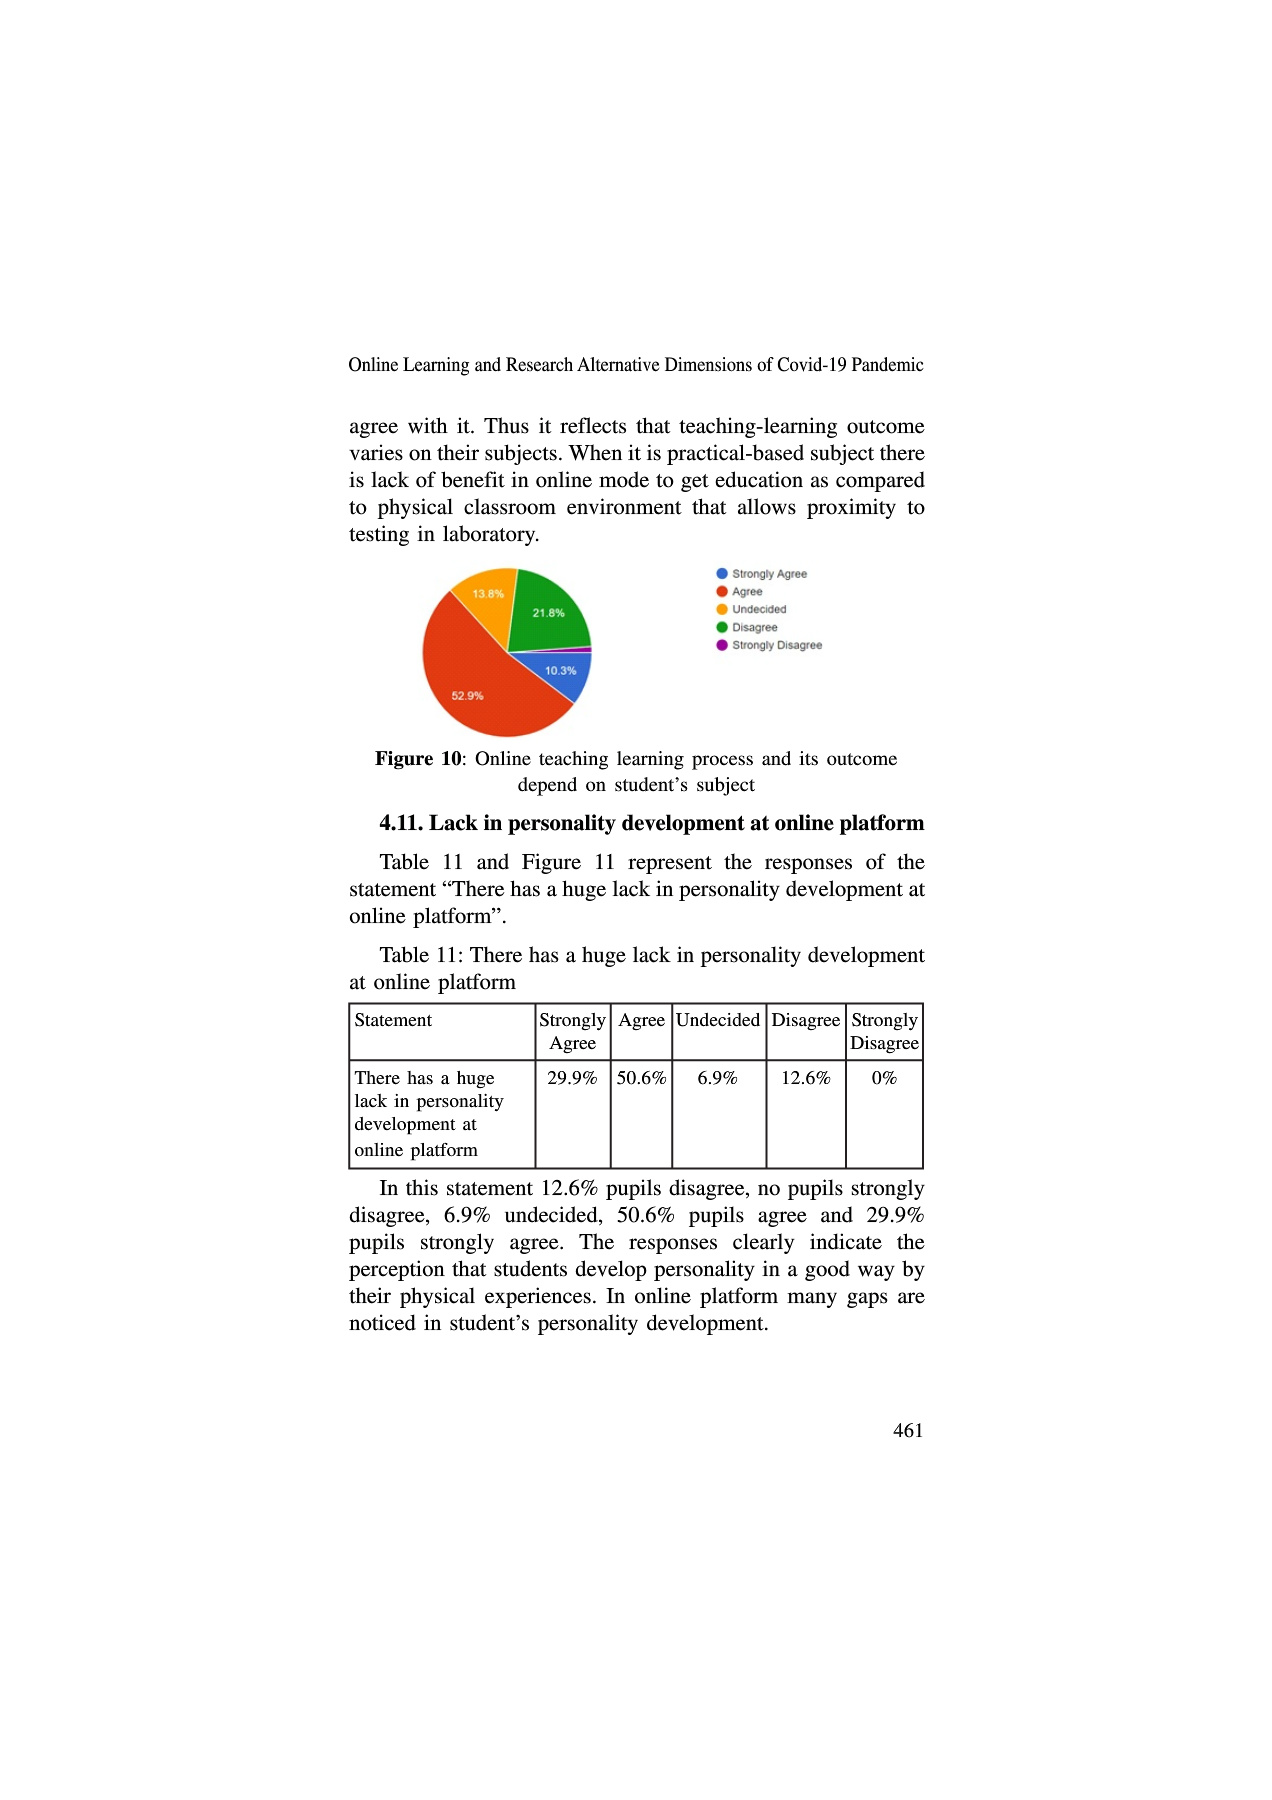 Online Learning and Research Alternative Dimensions of Covid-19 Pandemic
agree with it. Thus it reflects that teaching-learning outcome
varies on their subjects. When it is practical-based subject there
is lack of benefit in online mode to get education as compared
to physical classroom environment that allows proximity to
testing in laboratory.
13.8%
21.8%
10.3%
52.9%
Strongly Agree
Agree
Undecided
Disagree
Strongly Disagree
Figure 10: Online teaching learning process and its outcome
depend on student’s subject
4.11. Lack in personality development at online platform
Table 11 and Figure 11 represent the responses of the
statement “There has a huge lack in personality development at
online platform”.
Table 11: There has a huge lack in personality development
at online platform
Statement Strongly Agree Undecided Disagree Strongly
Agree Disagree
There has a huge 29.9% 50.6% 6.9% 12.6% 0%
lack in personality
development at
online platform
In this statement 12.6% pupils disagree, no pupils strongly
disagree, 6.9% undecided, 50.6% pupils agree and 29.9%
pupils strongly agree. The responses clearly indicate the
perception that students develop personality in a good way by
their physical experiences. In online platform many gaps are
noticed in student’s personality development.
461